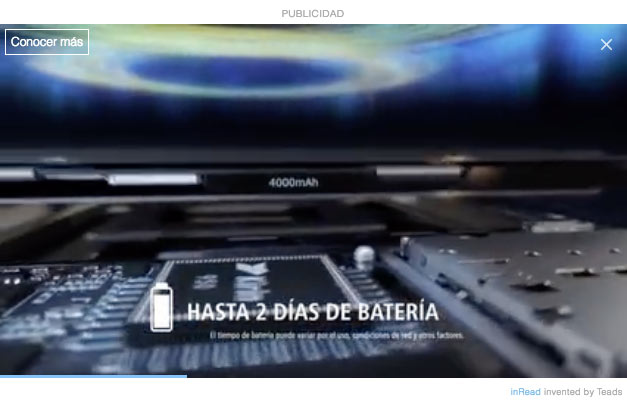 PUBLICIDAD
Conocer más
4000mAh
HASTA 2 DÍAS DE BATERÍA
El tiempo de batería puede variar por el uso, condiciones de red y otros factores.
inRead invented by Teads